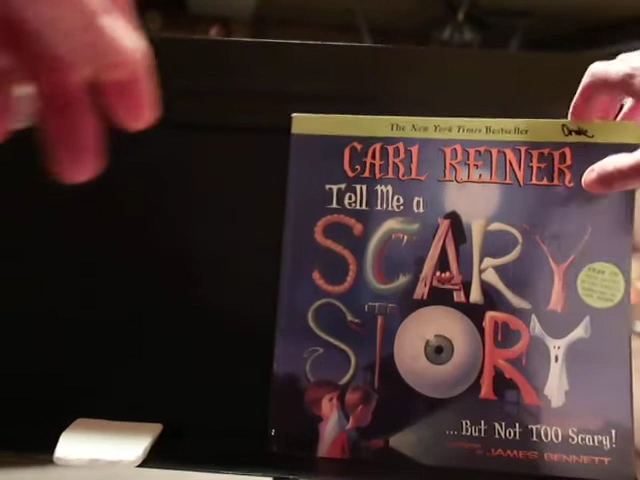 The New York Times Bestseller
CARL REINER
Tell Me a
SCARY
STORY
...But Not TOO Scary!
JAMES BENNETT